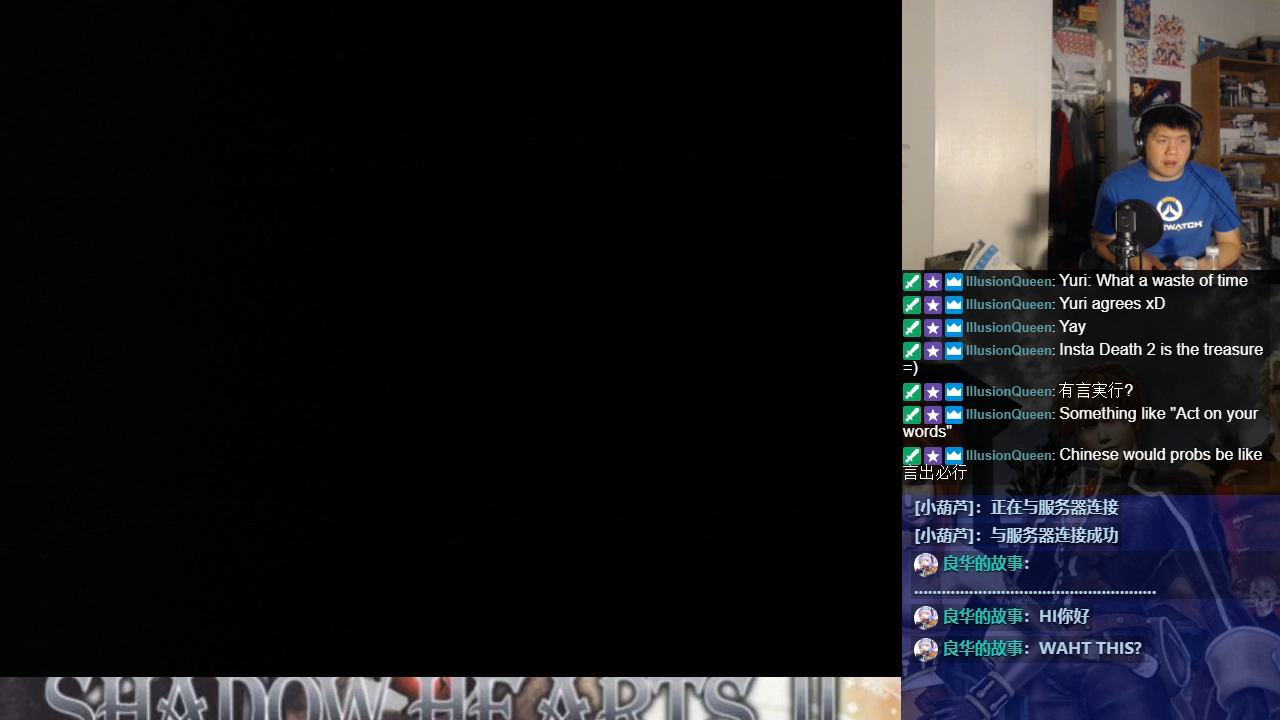 WATCH
IllusionQueen: Yuri: What a waste of time
IllusionQueen: Yuri agrees xD
IllusionQueen: Yay
IllusionQueen: Insta Death 2 is the treasure
=)
IllusionQueen: 有言実行?
IllusionQueen: Something like "Act on your
words"
IllusionQueen: Chinese would probs be like
言出必行
[小葫芦]: 正在与服务器连接
[小葫芦]: 与服务器连接成功
良华的故事:
......................................................
良华的故事: HI你好
良华的故事: WAHT THIS?
SHADOW HEARTS II